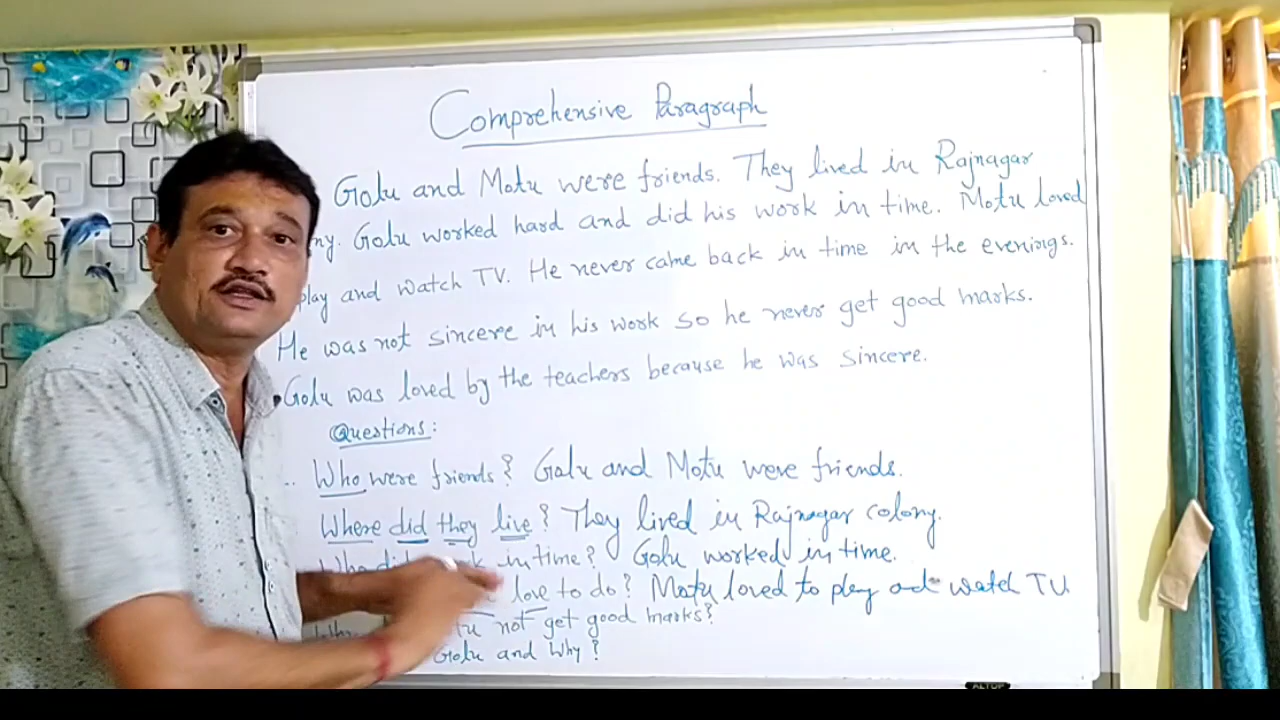 Comprehensive Paragraph
Golu and Motu were friends. They lived in Rajnagar
ny. Golu worked hard and did his work in time. Motu loved
play and watch TV. He never came back in time in the evenings.
He was not sincere in his work so he never get good marks.
Golu was loved by the teachers because he was sincere.
Questions:
Who were friends? Golu and Motu were friends.
Where did they live? They lived in Rajnagar colony.
Who did in time? Golu worked in time.
love to do? Motu loved to play and watch TV.
tu not get good marks?
Golu and Why?